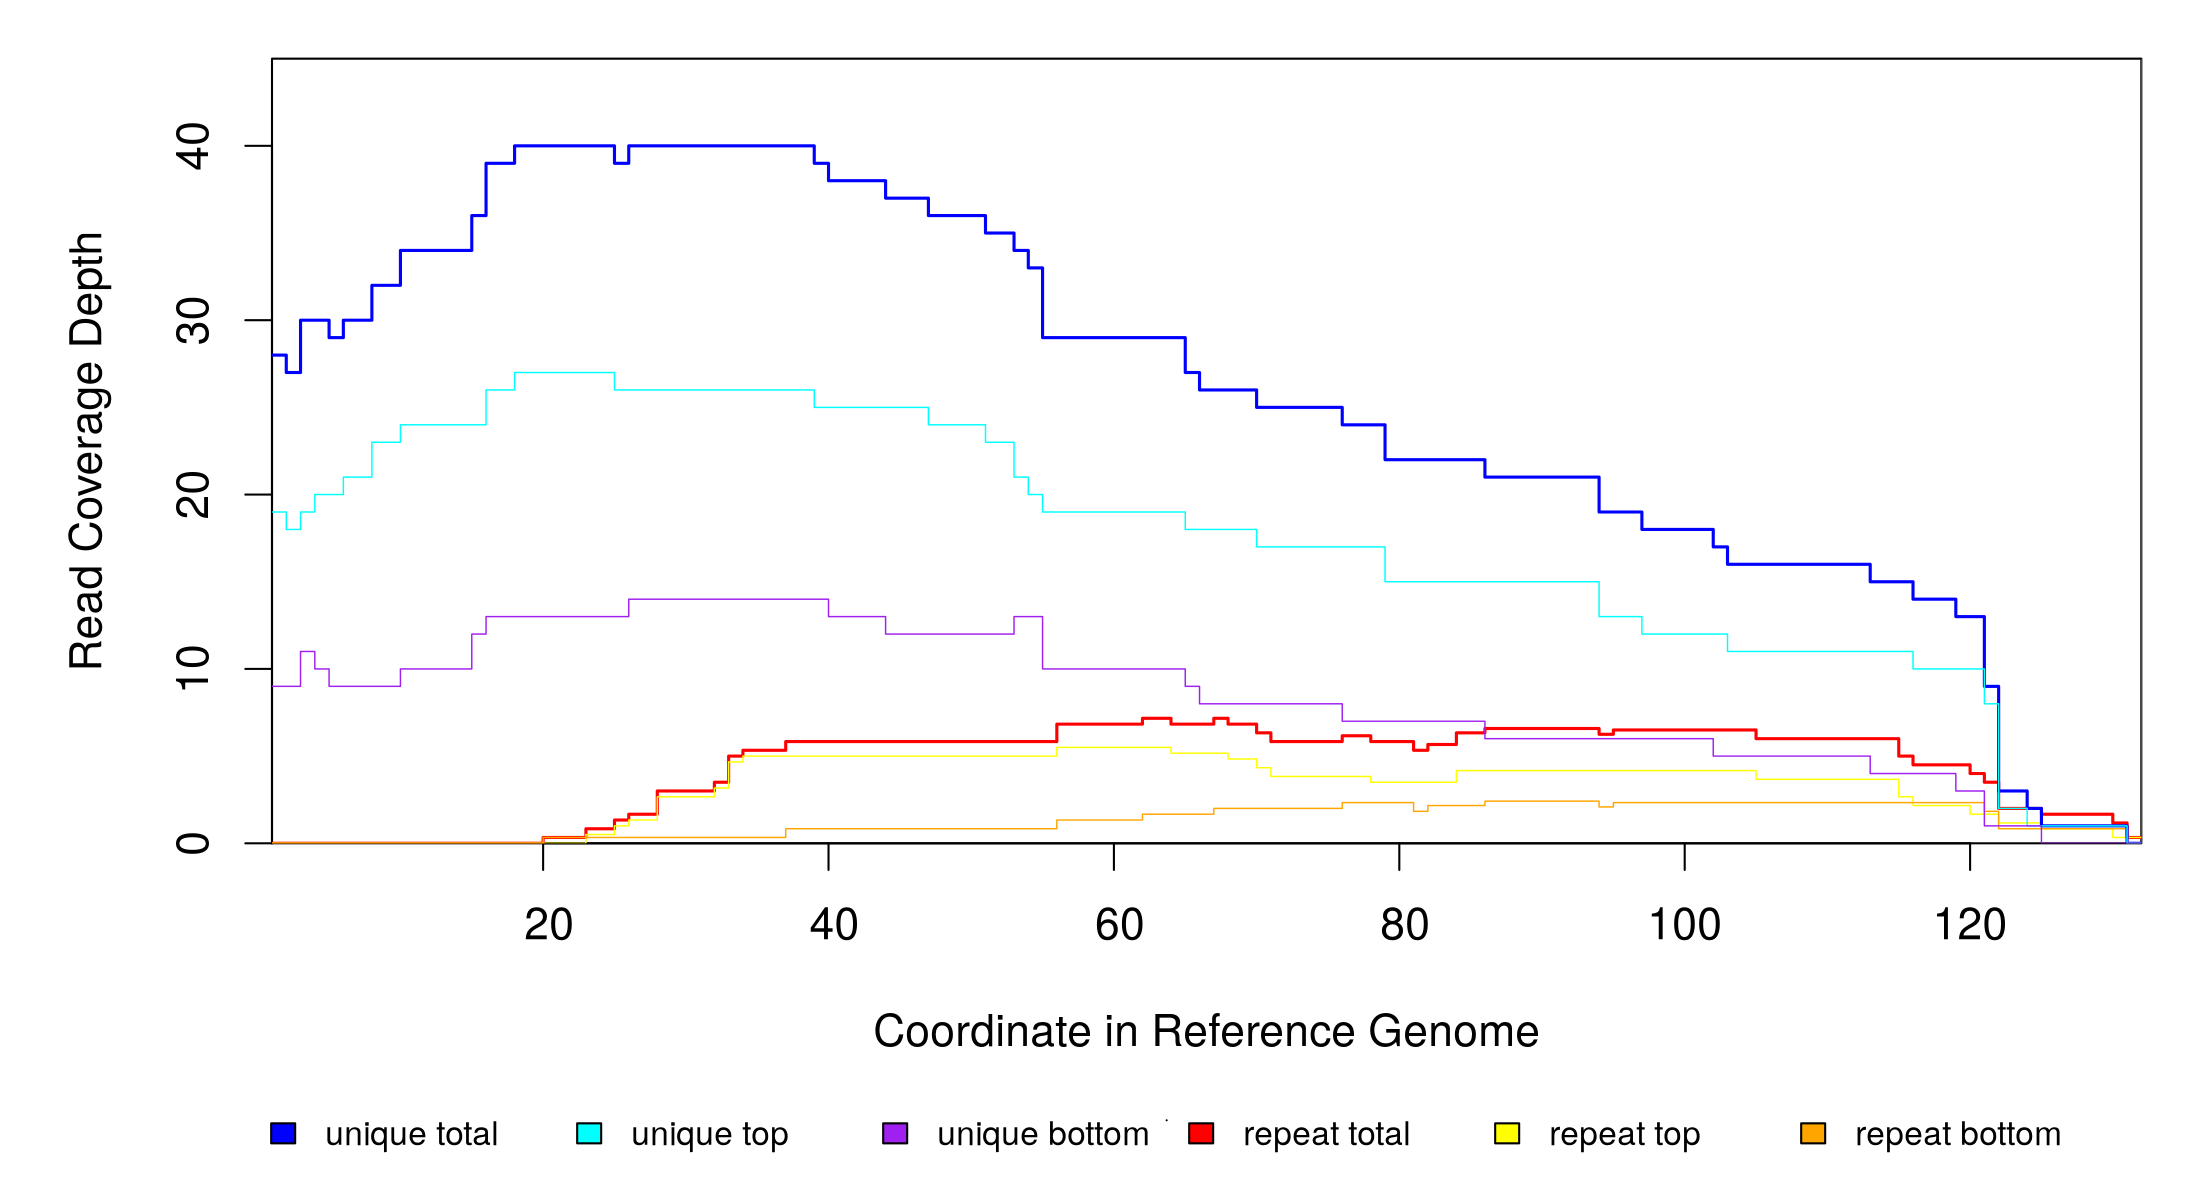 Read Coverage Depth
40
30
20
10
0
20 40 60 80 100 120
Coordinate in Reference Genome
unique total unique top unique bottom repeat total repeat top repeat bottom